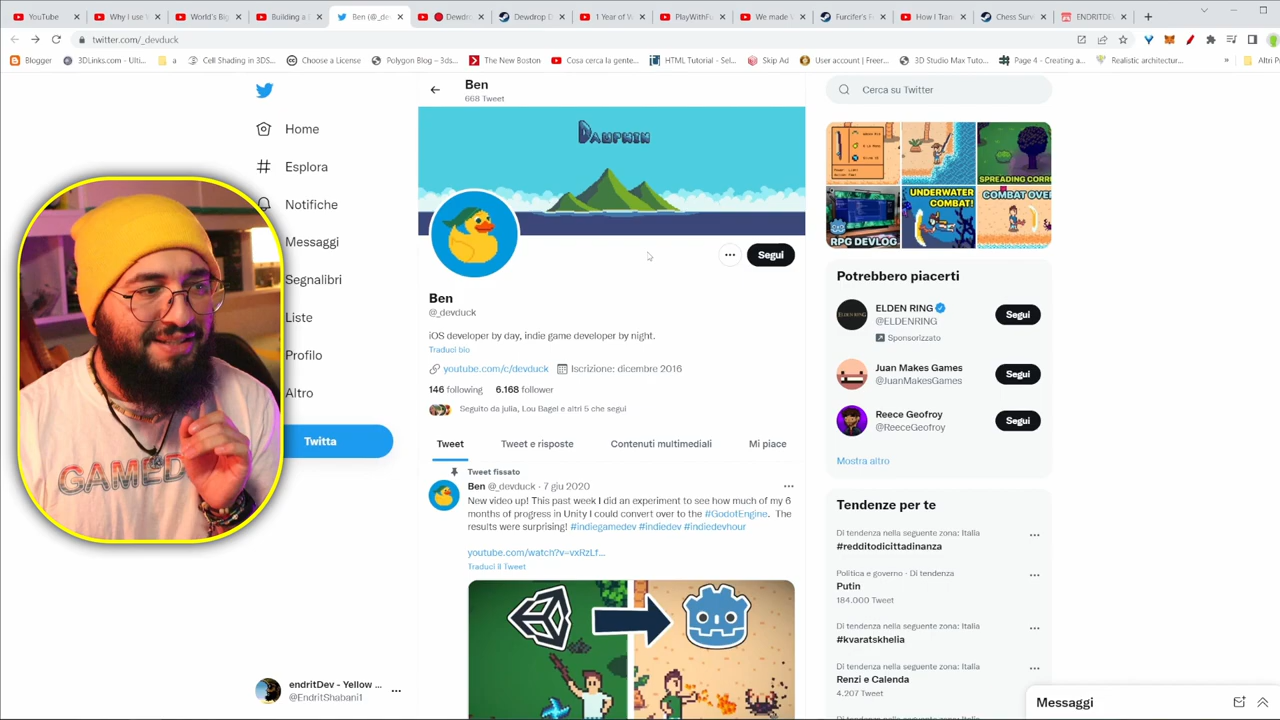 YouTube
Why I use
World's Big
Building a
Ben (@_de
Dewdr
Dewdrop D
1 Year of W
PlayWithFu
We made
Furcifer's F
How I Tran
Chess Surv
ENDRITDEV
twitter.com/_devduck
Blogger
3DLinks.com - Ulti...
a
Cell Shading in 3DS...
Choose a License
Polygon Blog – 3ds...
The New Boston
Cosa cerca la gente...
HTML Tutorial - Sel...
Skip Ad
User account | Freer...
3D Studio Max Tuto...
Page 4 - Creating a...
Realistic architectur...
»
Altri P
Ben
668 Tweet
Home
Esplora
Notifiche
Messaggi
Segnalibri
Liste
Profilo
Altro
Twitta
endritDev - Yellow ...
@EndritShabani1
DAUPHIN
Segui
Ben
@_devduck
iOS developer by day, indie game developer by night.
Traduci bio
youtube.com/c/devduck
Iscrizione: dicembre 2016
146 following
6.168 follower
Seguito da julia, Lou Bagel e altri 5 che segui
Tweet
Tweet e risposte
Contenuti multimediali
Mi piace
Tweet fissato
Ben @_devduck · 7 giu 2020
New video up! This past week I did an experiment to see how much of my 6
months of progress in Unity I could convert over to the #GodotEngine. The
results were surprising! #indiegamedev #indiedev #indiedevhour
youtube.com/watch?v=vxRzLf...
Traduci il Tweet
Cerca su Twitter
SPREADING CORR
RPG DEVLOG
UNDERWATER
COMBAT!
COMBAT OVE
Potrebbero piacerti
ELDEN RING
@ELDENRING
Sponsorizzato
Segui
Juan Makes Games
@JuanMakesGames
Segui
Reece Geofroy
@ReeceGeofroy
Segui
Mostra altro
Tendenze per te
Di tendenza nella seguente zona: Italia
#redditodicittadinanza
Politica e governo · Di tendenza
Putin
184.000 Tweet
Di tendenza nella seguente zona: Italia
#kvaratskhelia
Di tendenza nella seguente zona: Italia
Renzi e Calenda
4.207 Tweet
Messaggi
GAMED